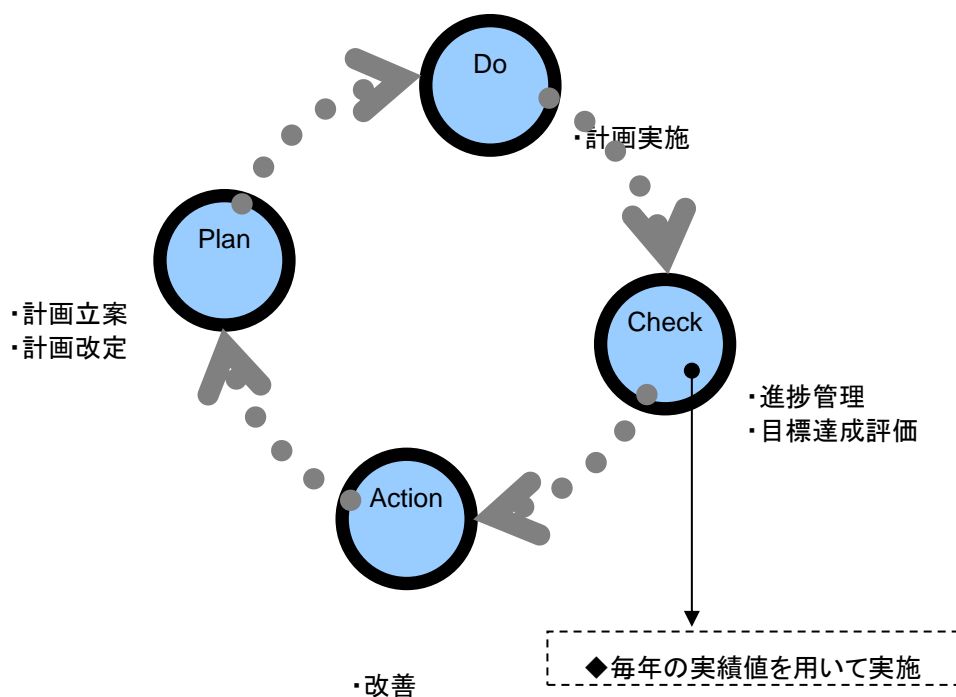 Do
・計画実施
Plan
・計画立案
・計画改定
Check
・進捗管理
・目標達成評価
Action
◆毎年の実績値を用いて実施
・改善